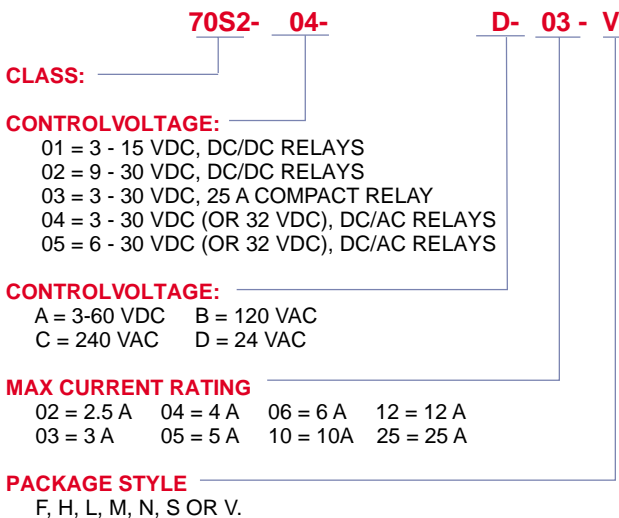 70S2- 04- D- 03 - V
CLASS:
CONTROLVOLTAGE:
01 = 3 - 15 VDC, DC/DC RELAYS
02 = 9 - 30 VDC, DC/DC RELAYS
03 = 3 - 30 VDC, 25 A COMPACT RELAY
04 = 3 - 30 VDC (OR 32 VDC), DC/AC RELAYS
05 = 6 - 30 VDC (OR 32 VDC), DC/AC RELAYS
CONTROLVOLTAGE:
A = 3-60 VDC B = 120 VAC
C = 240 VAC D = 24 VAC
MAX CURRENT RATING
02 = 2.5 A 04 = 4 A 06 = 6 A 12 = 12 A
03 = 3 A 05 = 5 A 10 = 10A 25 = 25 A
PACKAGE STYLE
F, H, L, M, N, S OR V.